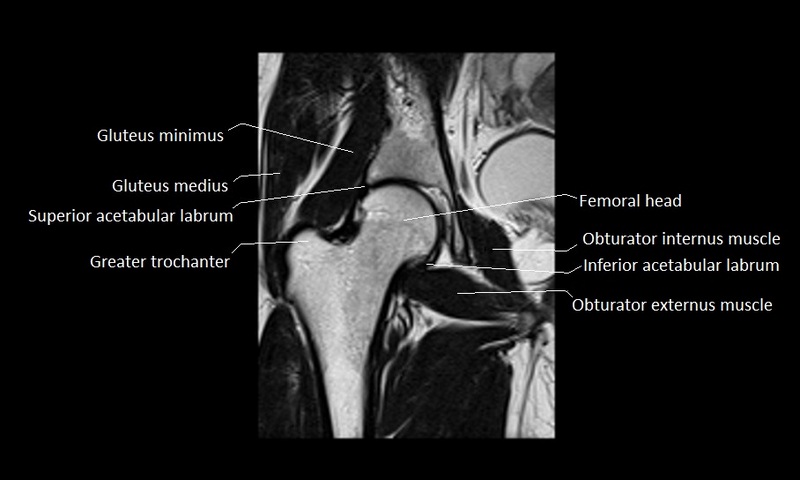 Gluteus minimus
Gluteus medius
Superior acetabular labrum
Greater trochanter
Femoral head
Obturator internus muscle
Inferior acetabular labrum
Obturator externus muscle